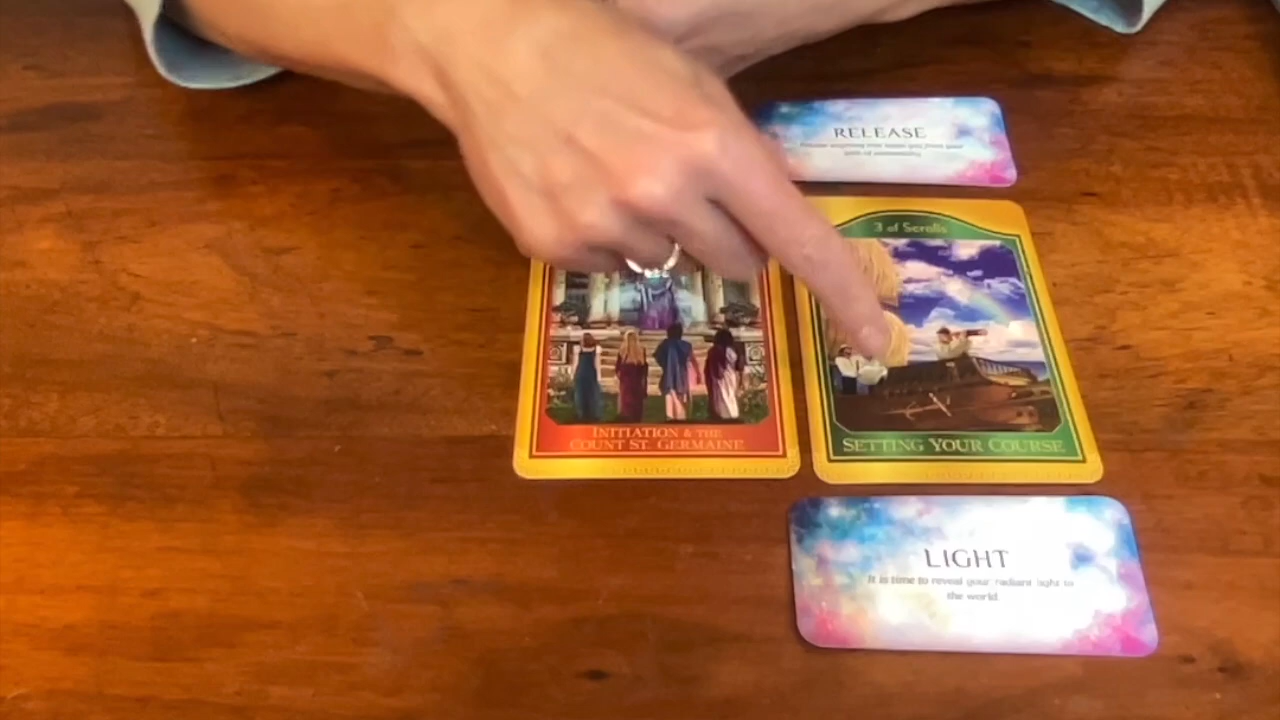 RELEASE
3 of Scrolls
INITIATION & THE
COUNT ST. GERMAINE
SETTING YOUR COURSE
LIGHT
It is time to reveal your radiant light to
the world.